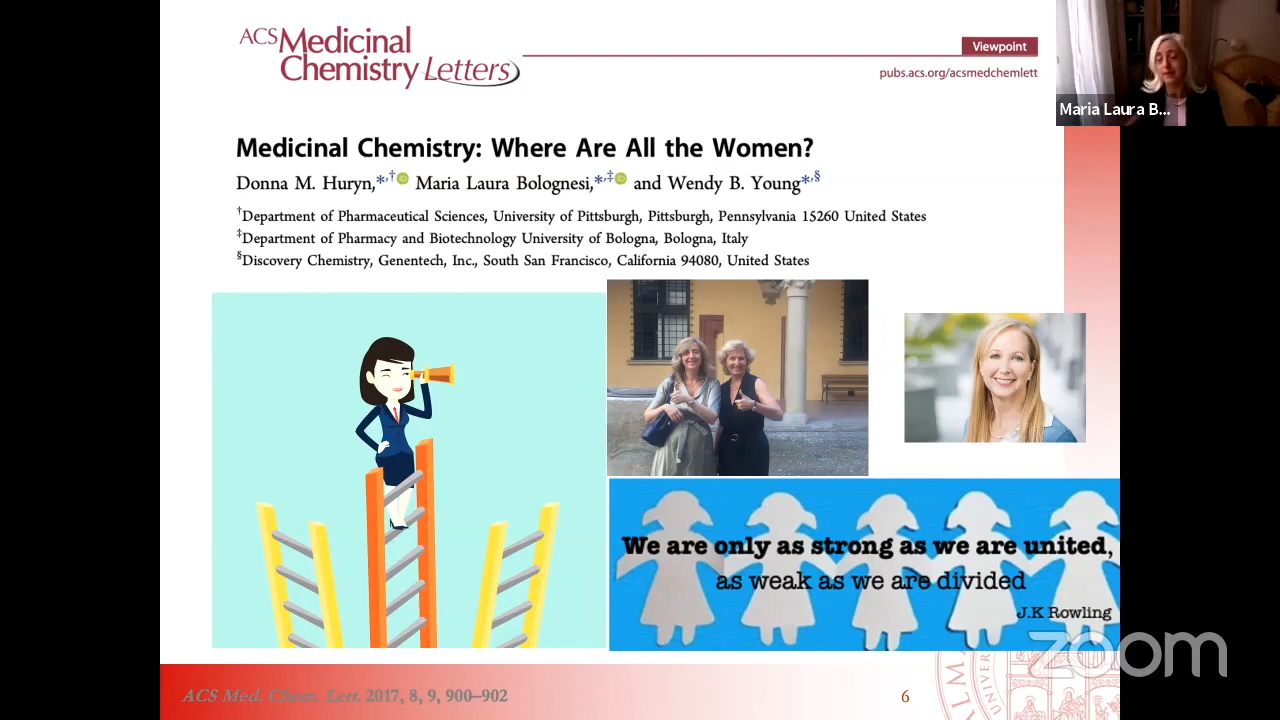 ACS Medicinal
Chemistry Letters
Viewpoint
pubs.acs.org/acsmedchemlett
Maria Laura B...
Medicinal Chemistry: Where Are All the Women?
Donna M. Huryn,*,† Maria Laura Bolognesi,*,‡ and Wendy B. Young*,§
†Department of Pharmaceutical Sciences, University of Pittsburgh, Pittsburgh, Pennsylvania 15260 United States
‡Department of Pharmacy and Biotechnology University of Bologna, Bologna, Italy
§Discovery Chemistry, Genentech, Inc., South San Francisco, California 94080, United States
We are only as strong as we are united,
as weak as we are divided
J.K Rowling
zoom
ACS Med. Chem. Lett. 2017, 8, 9, 900–902
6